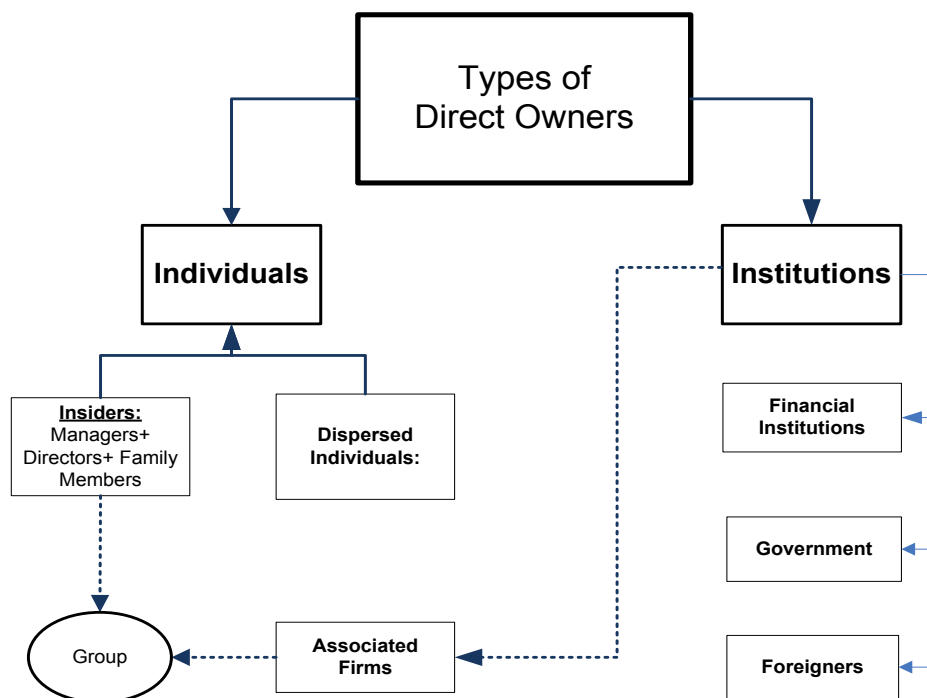 Types of
Direct Owners
Individuals
Institutions
Insiders:
Managers+
Directors+ Family
Members
Dispersed
Individuals:
Financial
Institutions
Government
Group
Associated
Firms
Foreigners